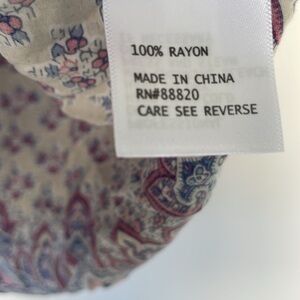 100% RAYON
MADE IN CHINA
RN#88820
CARE SEE REVERSE